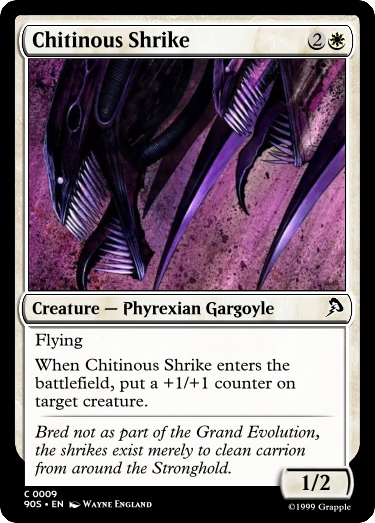 Chitinous Shrike 2
Creature — Phyrexian Gargoyle
Flying
When Chitinous Shrike enters the
battlefield, put a +1/+1 counter on
target creature.
Bred not as part of the Grand Evolution,
the shrikes exist merely to clean carrion
from around the Stronghold.
1/2
C 0009
90S • EN Wayne England
©1999 Grapple